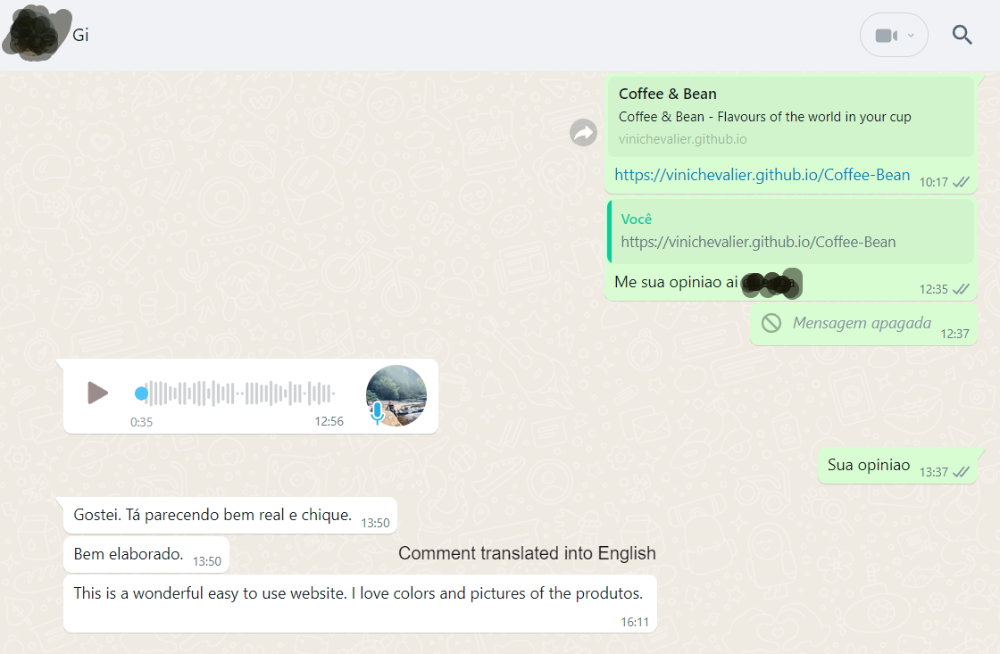 Gi
Coffee & Bean
Coffee & Bean - Flavours of the world in your cup
vinichevalier.github.io
https://vinichevalier.github.io/Coffee-Bean 10:17
Você
https://vinichevalier.github.io/Coffee-Bean
Me sua opiniao ai
12:35
Mensagem apagada 12:37
0:35 12:56
Sua opiniao 13:37
Gostei. Tá parecendo bem real e chique. 13:50
Bem elaborado. 13:50
Comment translated into English
This is a wonderful easy to use website. I love colors and pictures of the produtos.
16:11